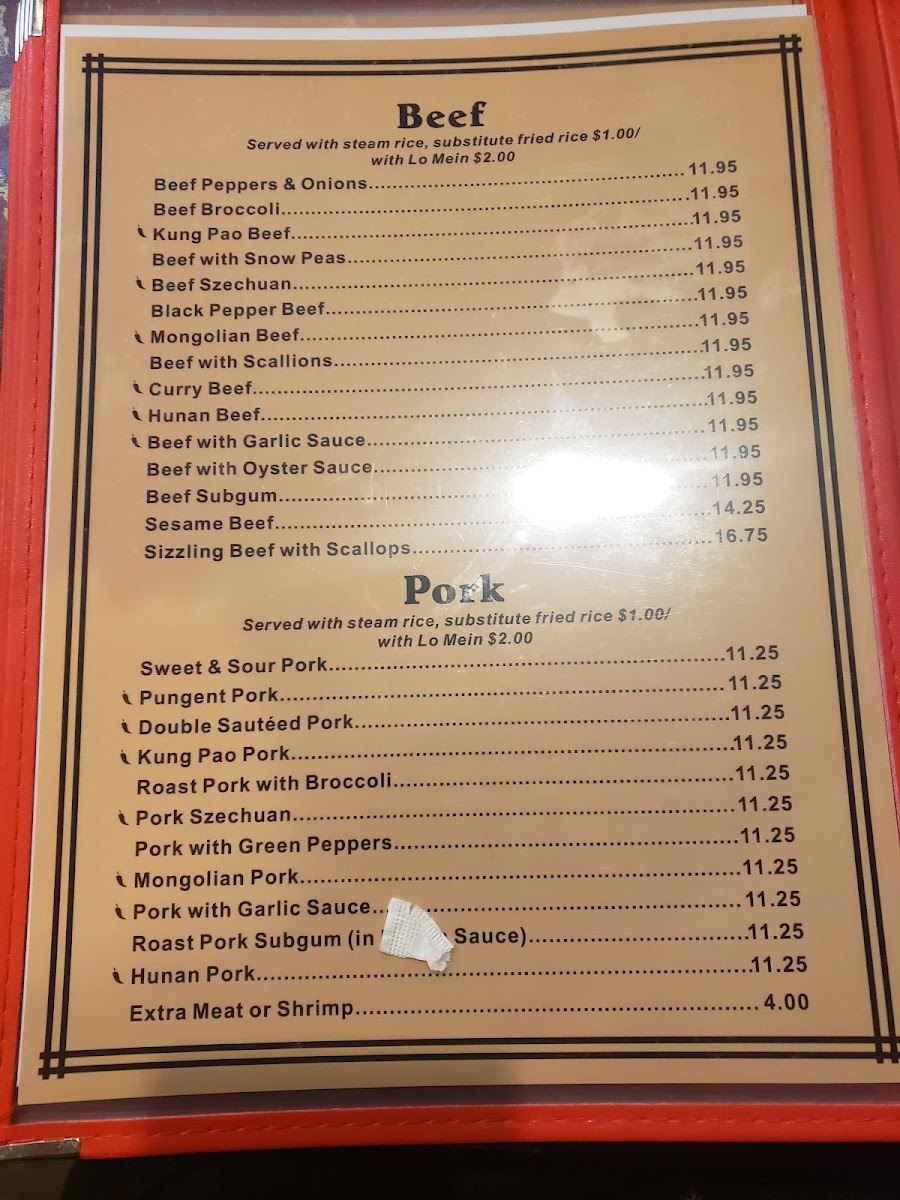 Beef
Served with steam rice, substitute fried rice $1.00/
with Lo Mein $2.00
Beef Peppers & Onions 11.95
Beef Broccoli 11.95
Kung Pao Beef 11.95
Beef with Snow Peas 11.95
Beef Szechuan 11.95
Black Pepper Beef 11.95
Mongolian Beef 11.95
Beef with Scallions 11.95
Curry Beef 11.95
Hunan Beef 11.95
Beef with Garlic Sauce 11.95
Beef with Oyster Sauce 11.95
Beef Subgum 11.95
Sesame Beef 14.25
Sizzling Beef with Scallops 16.75
Pork
Served with steam rice, substitute fried rice $1.00/
with Lo Mein $2.00
Sweet & Sour Pork 11.25
Pungent Pork 11.25
Double Sautéed Pork 11.25
Kung Pao Pork 11.25
Roast Pork with Broccoli 11.25
Pork Szechuan 11.25
Pork with Green Peppers 11.25
Mongolian Pork 11.25
Pork with Garlic Sauce 11.25
Roast Pork Subgum (in Sauce) 11.25
Hunan Pork 11.25
Extra Meat or Shrimp 4.00